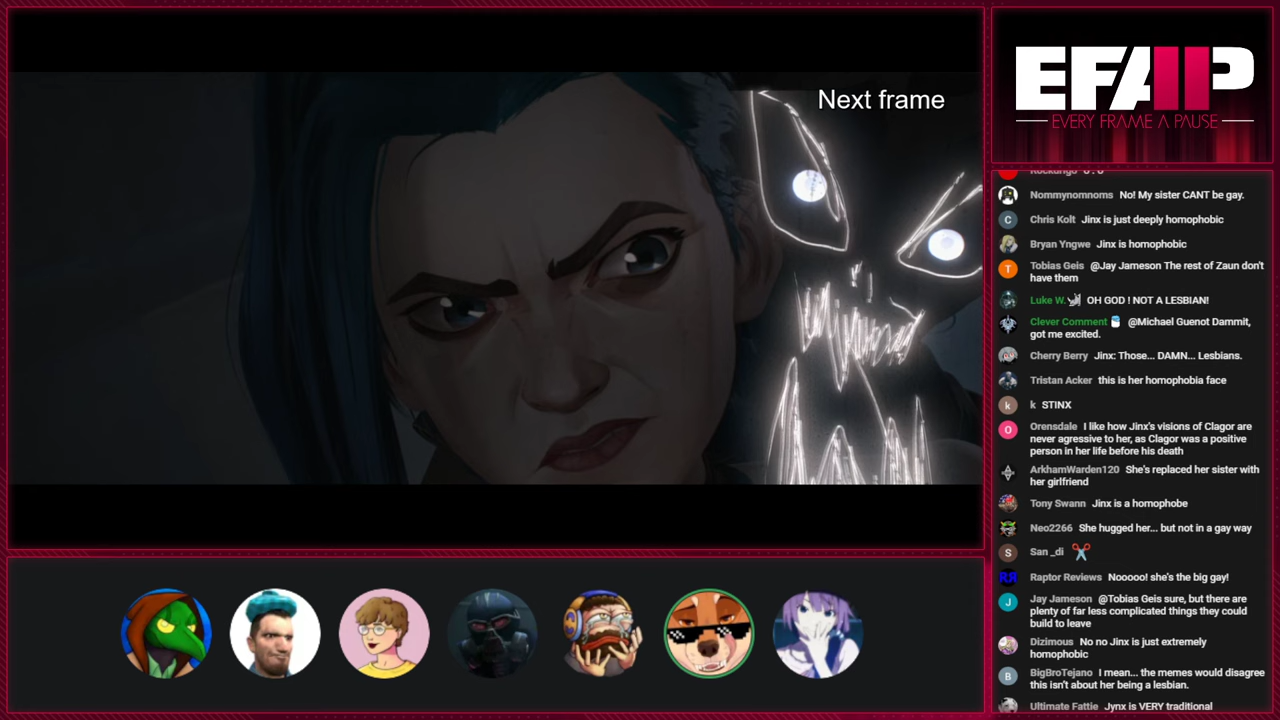 Next frame
EFAP
EVERY FRAME A PAUSE
Nommynomnoms No! My sister CANT be gay.
C Chris Kolt Jinx is just deeply homophobic
Bryan Yngwe Jinx is homophobic
T Tobias Geis @Jay Jameson The rest of Zaun don't
have them
Luke W. OH GOD ! NOT A LESBIAN!
Clever Comment @Michael Guenot Dammit,
got me excited.
Cherry Berry Jinx: Those... DAMN... Lesbians.
Tristan Acker this is her homophobia face
k k STINX
O Orensdale I like how Jinx's visions of Clagor are
never agressive to her, as Clagor was a positive
person in her life before his death
ArkhamWarden120 She's replaced her sister with
her girlfriend
Tony Swann Jinx is a homophobe
Neo2266 She hugged her... but not in a gay way
S San _di
RR Raptor Reviews Nooooo! she's the big gay!
J Jay Jameson @Tobias Geis sure, but there are
plenty of far less complicated things they could
build to leave
Dizimous No no Jinx is just extremely
homophobic
B BigBroTejano I mean... the memes would disagree
this isn't about her being a lesbian.
Ultimate Fattie Jynx is VERY traditional